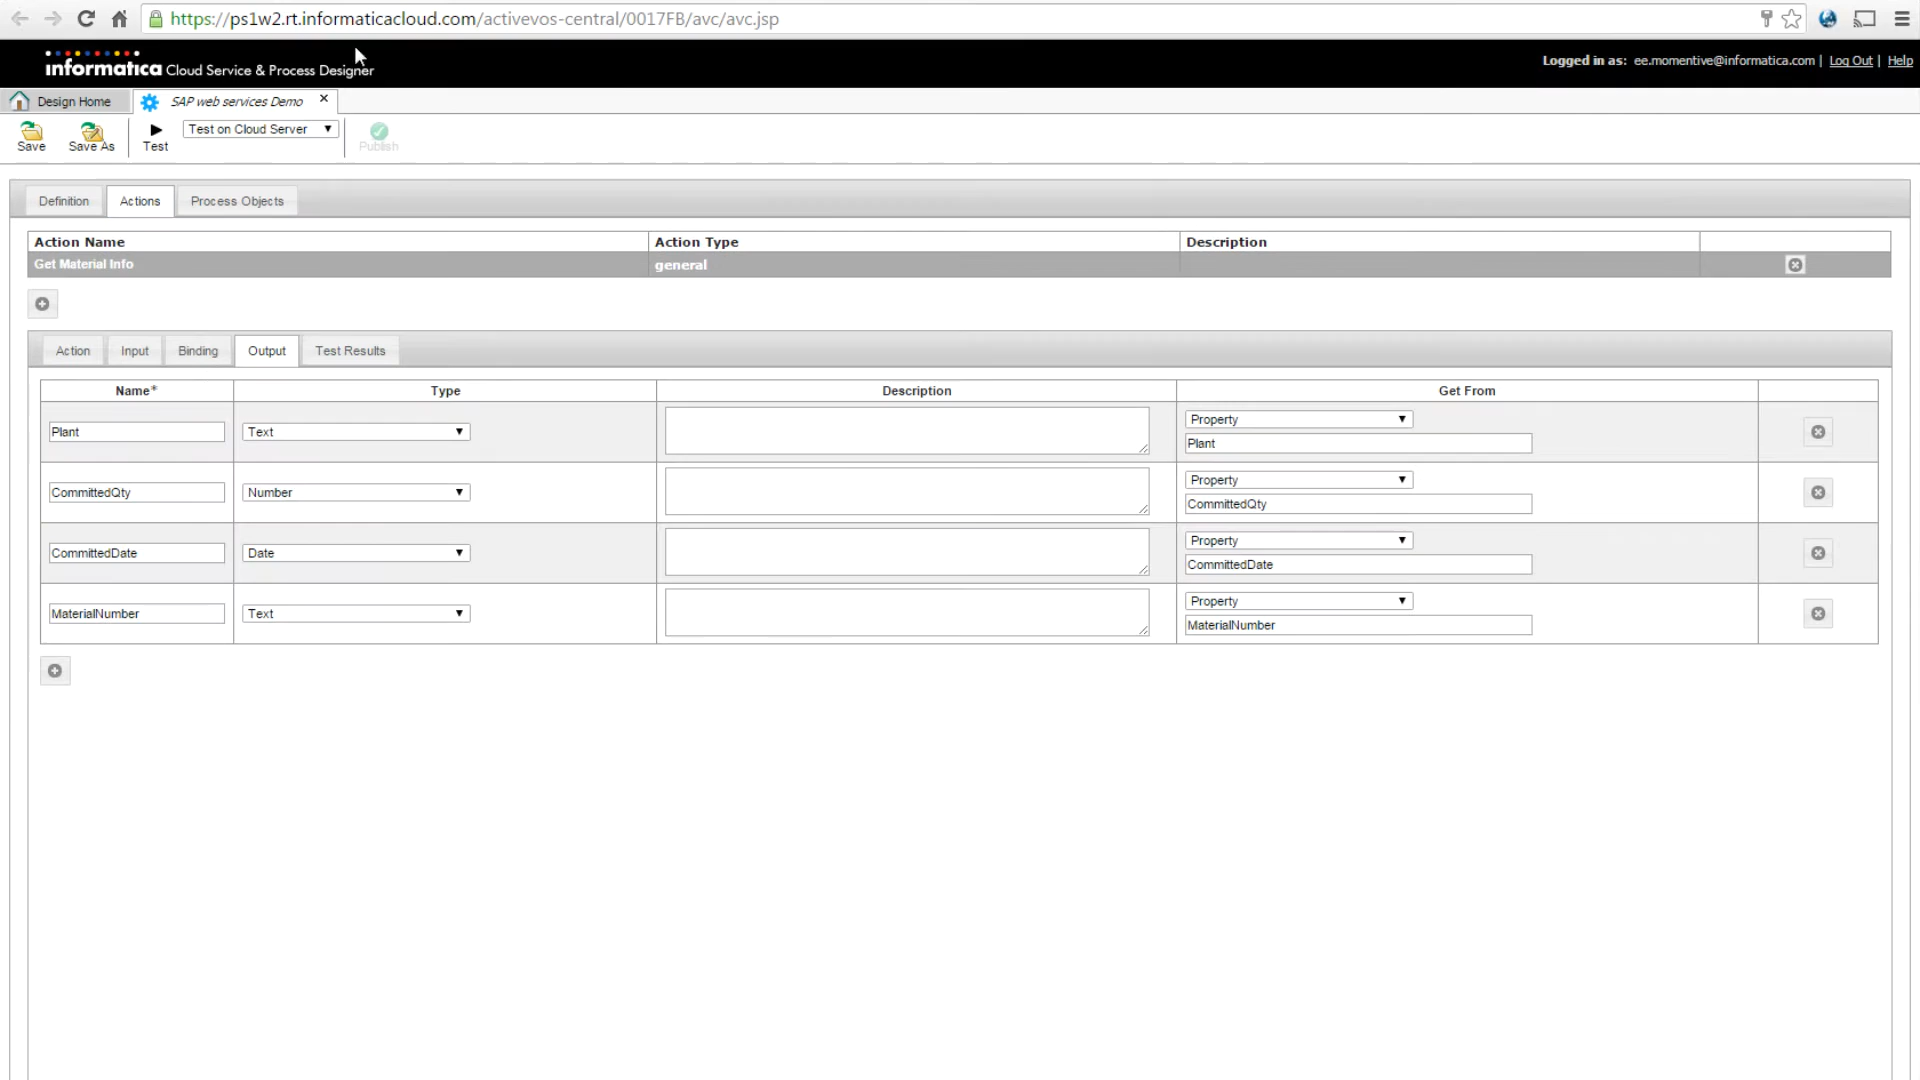 https://ps1w2.rt.informaticacloud.com/activevos-central/0017FB/avc/avc.jsp
informatica Cloud Service & Process Designer
Logged in as: ee.momentive@informatica.com | Log Out | Help
Design Home
SAP web services Demo
Save
Save As
Test
Test on Cloud Server
Publish
Definition
Actions
Process Objects
Action Name
Action Type
Description
Get Material Info
general
Action
Input
Binding
Output
Test Results
Name*
Type
Description
Get From
Plant
Text
Property
Plant
CommittedQty
Number
Property
CommittedQty
CommittedDate
Date
Property
CommittedDate
MaterialNumber
Text
Property
MaterialNumber